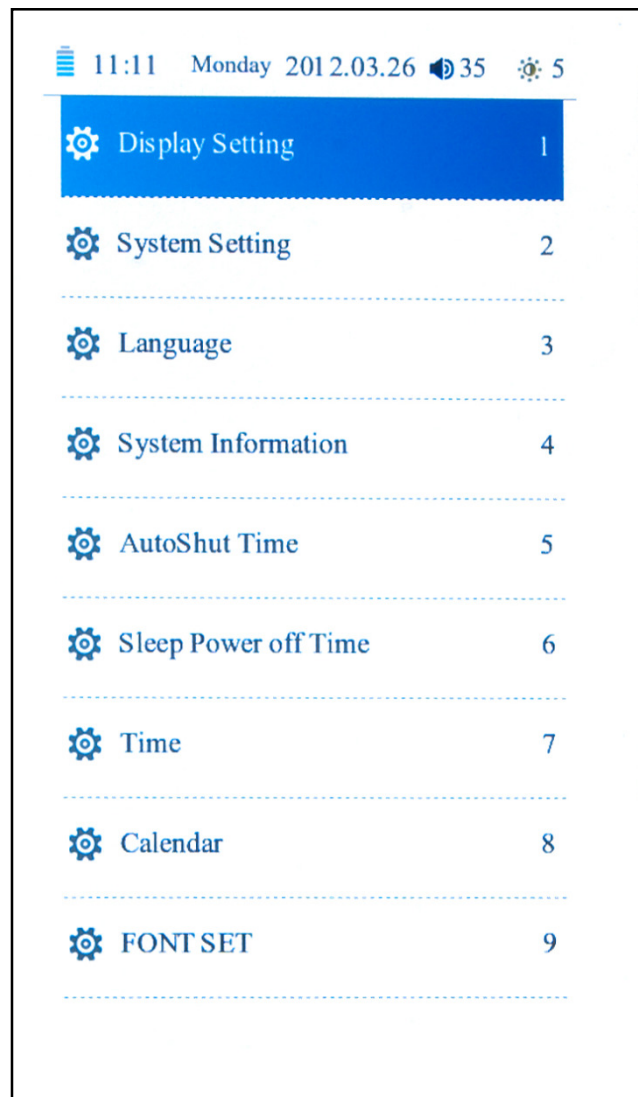 11:11 Monday 2012.03.26 35 5
Display Setting 1
System Setting 2
Language 3
System Information 4
AutoShut Time 5
Sleep Power off Time 6
Time 7
Calendar 8
FONT SET 9